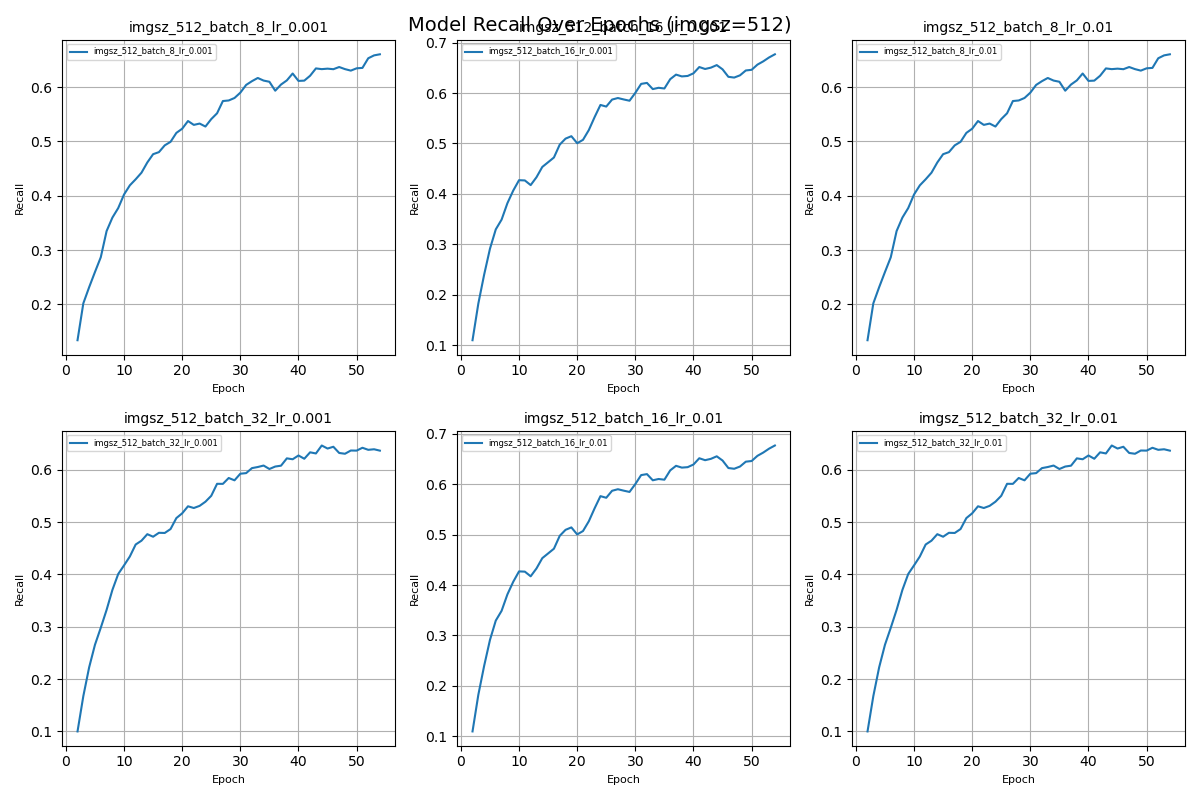 Model Recall Over Epochs (imgsz=512)
imgsz_512_batch_8_lr_0.001
imgsz_512_batch_16_lr_0.001
imgsz_512_batch_8_lr_0.01
imgsz_512_batch_8_lr_0.001
imgsz_512_batch_16_lr_0.001
imgsz_512_batch_8_lr_0.01
Recall
0.6
0.5
0.4
0.3
0.2
0 10 20 30 40 50
Epoch
Recall
0.7
0.6
0.5
0.4
0.3
0.2
0.1
0 10 20 30 40 50
Epoch
Recall
0.6
0.5
0.4
0.3
0.2
0 10 20 30 40 50
Epoch
imgsz_512_batch_32_lr_0.001
imgsz_512_batch_16_lr_0.01
imgsz_512_batch_32_lr_0.01
imgsz_512_batch_32_lr_0.001
imgsz_512_batch_16_lr_0.01
imgsz_512_batch_32_lr_0.01
Recall
0.6
0.5
0.4
0.3
0.2
0.1
0 10 20 30 40 50
Epoch
Recall
0.7
0.6
0.5
0.4
0.3
0.2
0.1
0 10 20 30 40 50
Epoch
Recall
0.6
0.5
0.4
0.3
0.2
0.1
0 10 20 30 40 50
Epoch